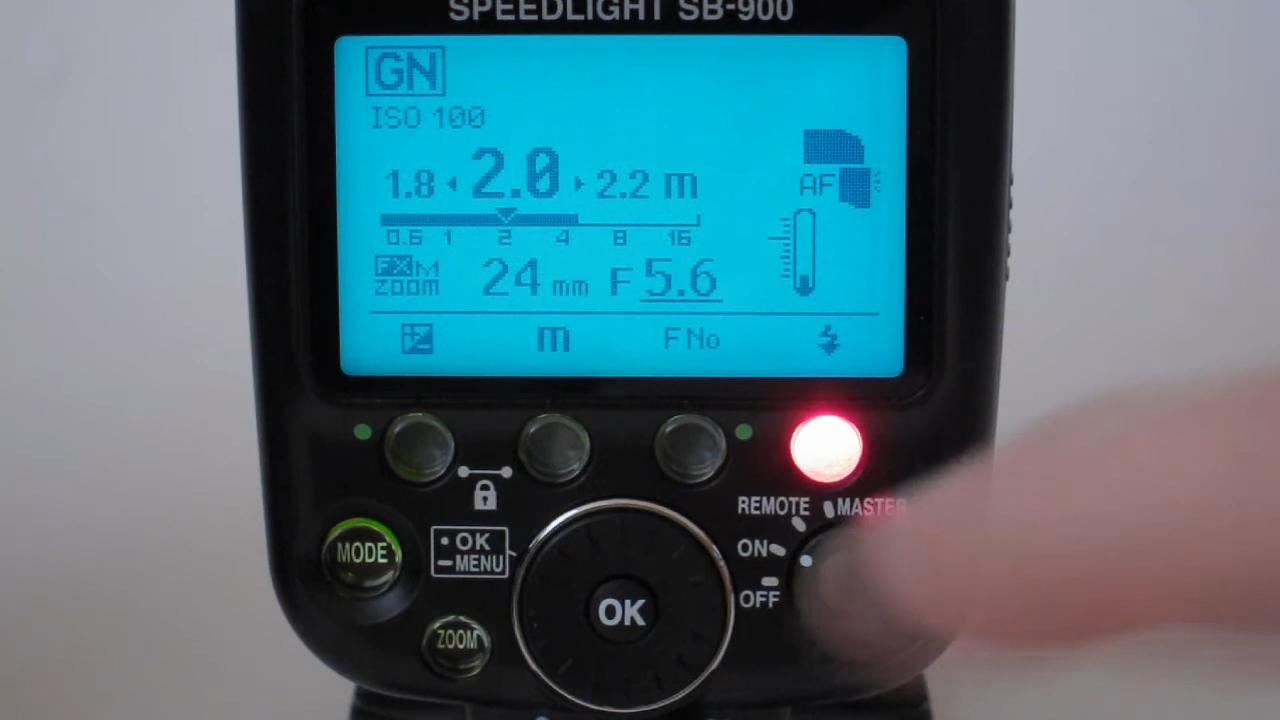 SPEEDLIGHT SB-900
GN
ISO 100
1.8 2.0 2.2 m
0.6 1 2 4 8 16
AF
FX M
ZOOM
24 mm F 5.6
m FNo
REMOTE MASTER
MODE
OK
MENU
ON
OFF
OK
ZOOM